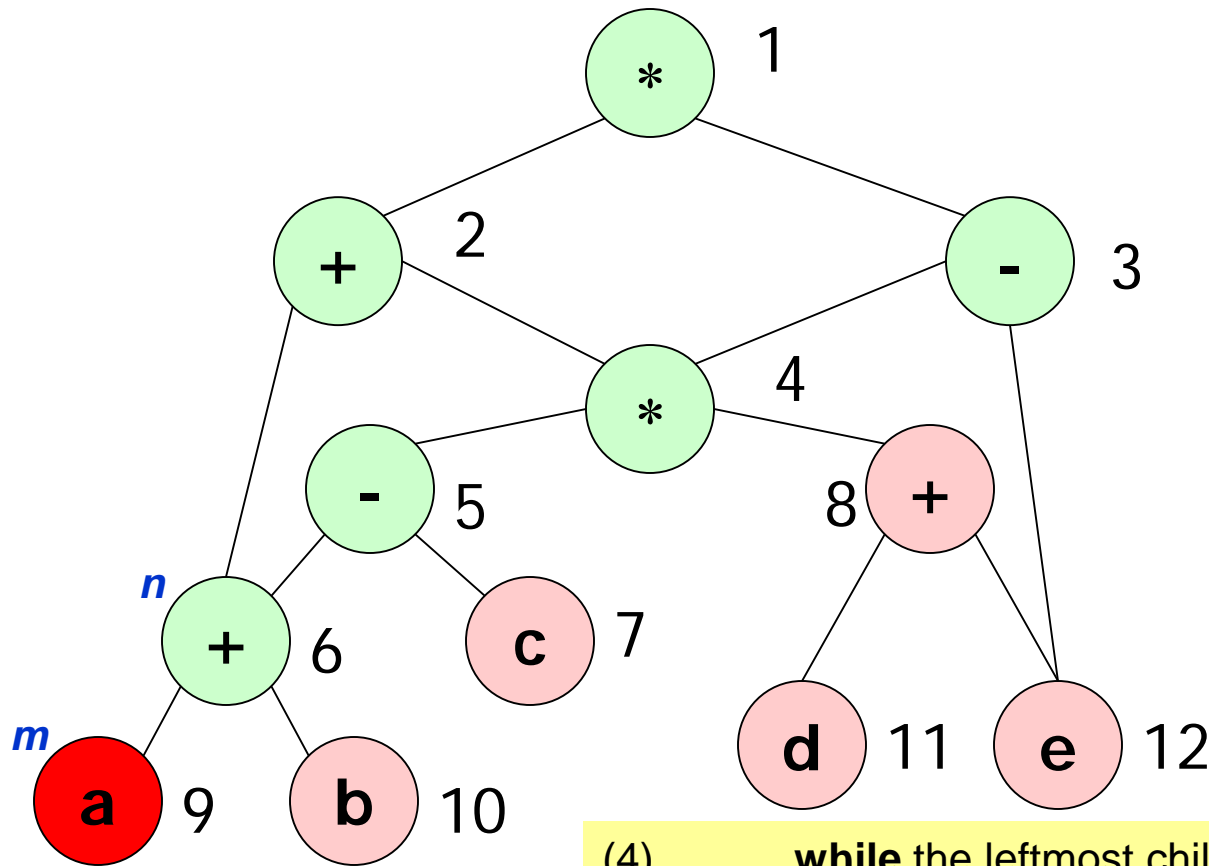 * 1
+ 2
- 3
* 4
- 5
8 +
n
+ 6
c 7
m
a 9
b 10
d 11
e 12
(4) while the leftmost chil